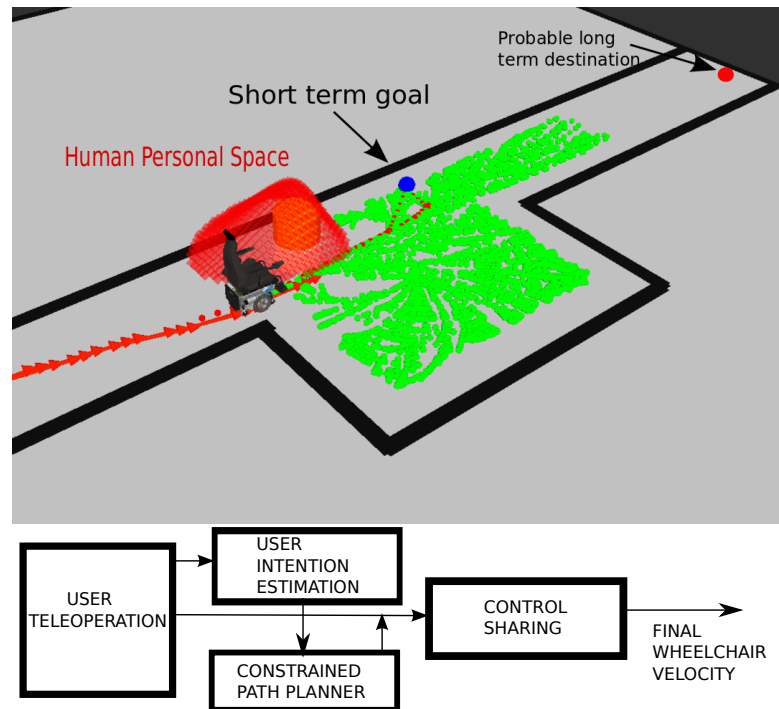 Probable long
term destination
Short term goal
Human Personal Space
USER
TELEOPERATION
USER
INTENTION
ESTIMATION
CONSTRAINED
PATH PLANNER
CONTROL
SHARING
FINAL
WHEELCHAIR
VELOCITY